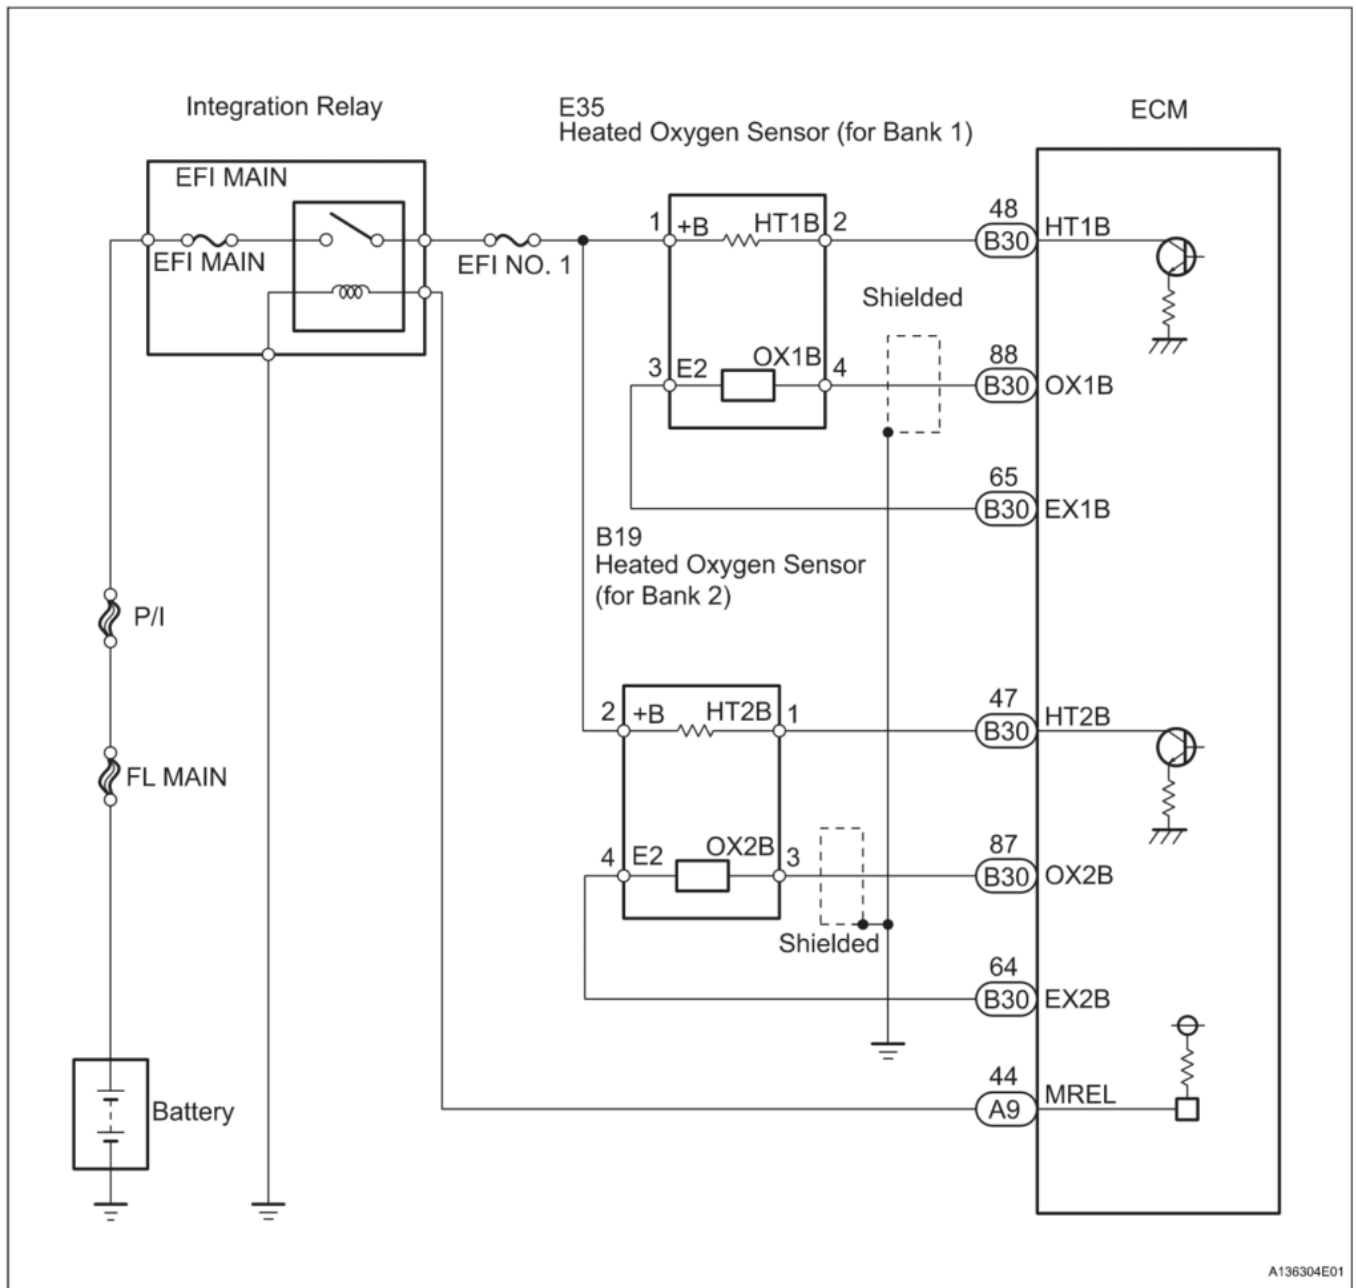 Integration Relay
E35
Heated Oxygen Sensor (for Bank 1)
ECM
EFI MAIN
EFI MAIN
EFI NO. 1
1
+B
HT1B
2
48
B30
HT1B
Shielded
3
E2
OX1B
4
88
B30
OX1B
65
B30
EX1B
B19
Heated Oxygen Sensor
(for Bank 2)
P/I
FL MAIN
2
+B
HT2B
1
47
B30
HT2B
4
E2
OX2B
3
87
B30
OX2B
Shielded
64
B30
EX2B
44
A9
MREL
Battery
A136304E01